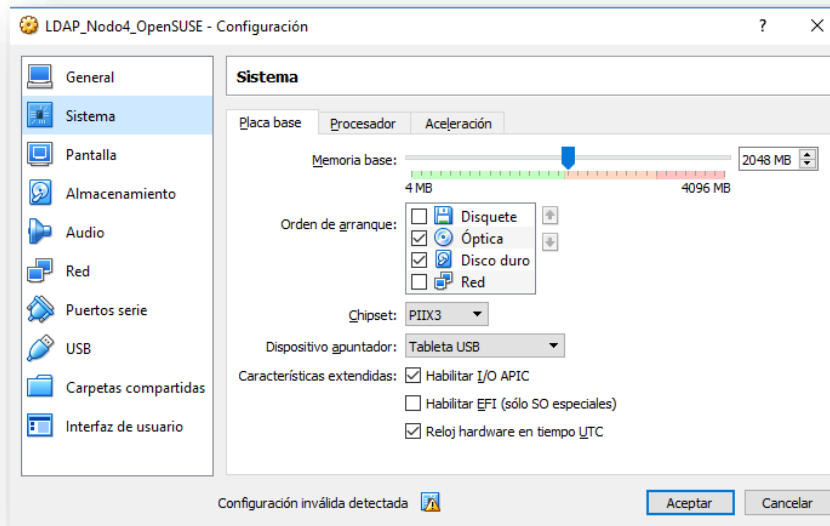 LDAP_Nodo4_OpenSUSE - Configuración
?
General
Sistema
Pantalla
Almacenamiento
Audio
Red
Puertos serie
USB
Carpetas compartidas
Interfaz de usuario
Sistema
Placa base Procesador Aceleración
Memoria base: 2048 MB
4 MB 4096 MB
Orden de arranque: Disquete
Óptica
Disco duro
Red
Chipset: PIIX3
Dispositivo apuntador: Tableta USB
Características extendidas: Habilitar I/O APIC
Habilitar EFI (sólo SO especiales)
Reloj hardware en tiempo UTC
Configuración inválida detectada Aceptar Cancelar